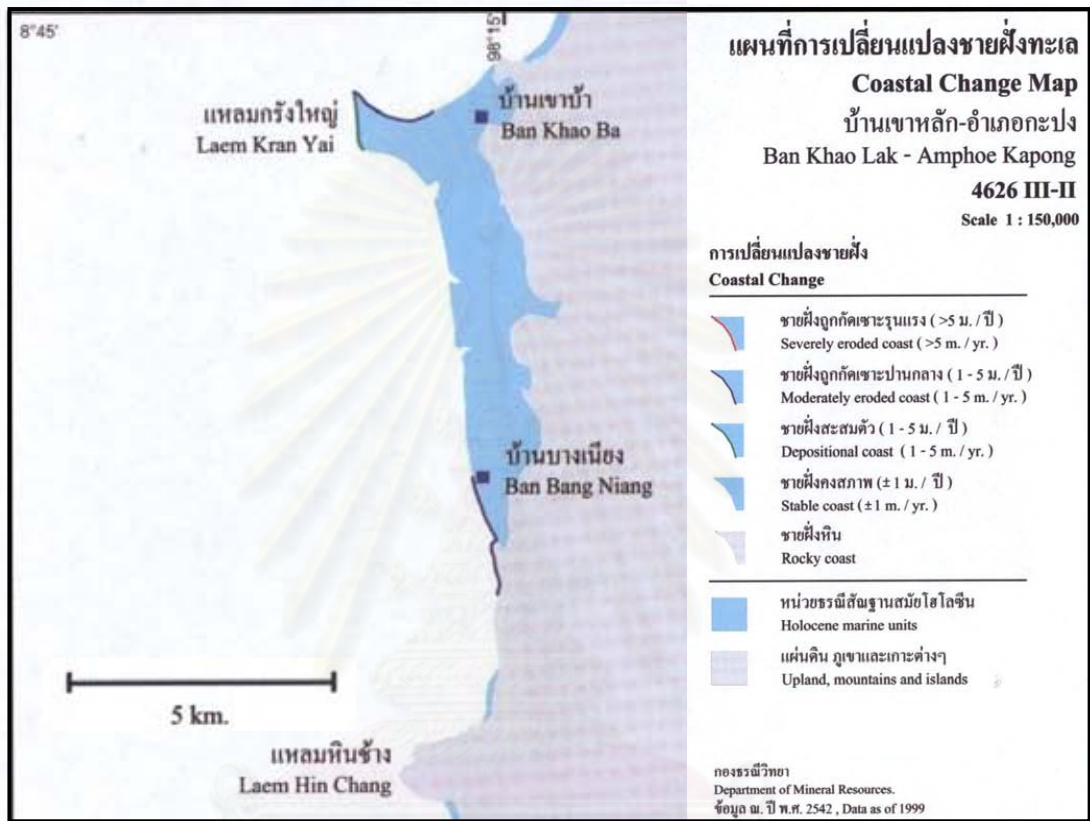 8°45'
98°15'
แหลมกรังใหญ่
Laem Kran Yai
บ้านเขาบ้า
Ban Khao Ba
บ้านบางเนียง
Ban Bang Niang
5 km.
แหลมหินช้าง
Laem Hin Chang
แผนที่การเปลี่ยนแปลงชายฝั่งทะเล
Coastal Change Map
บ้านเขาหลัก-อำเภอกะปง
Ban Khao Lak - Amphoe Kapong
4626 III-II
Scale 1 : 150,000
การเปลี่ยนแปลงชายฝั่ง
Coastal Change
ชายฝั่งถูกกัดเซาะรุนแรง ( >5 ม. / ปี )
Severely eroded coast ( >5 m. / yr. )
ชายฝั่งถูกกัดเซาะปานกลาง ( 1 - 5 ม. / ปี )
Moderately eroded coast ( 1 - 5 m. / yr. )
ชายฝั่งสะสมตัว ( 1 - 5 ม. / ปี )
Depositional coast ( 1 - 5 m. / yr. )
ชายฝั่งคงสภาพ ( ± 1 ม. / ปี )
Stable coast ( ± 1 m. / yr. )
ชายฝั่งหิน
Rocky coast
หน่วยธรณีสัณฐานสมัยโฮโลซีน
Holocene marine units
แผ่นดิน ภูเขาและเกาะต่างๆ
Upland, mountains and islands
กองธรณีวิทยา
Department of Mineral Resources.
ข้อมูล ณ. ปี พ.ศ. 2542 , Data as of 1999